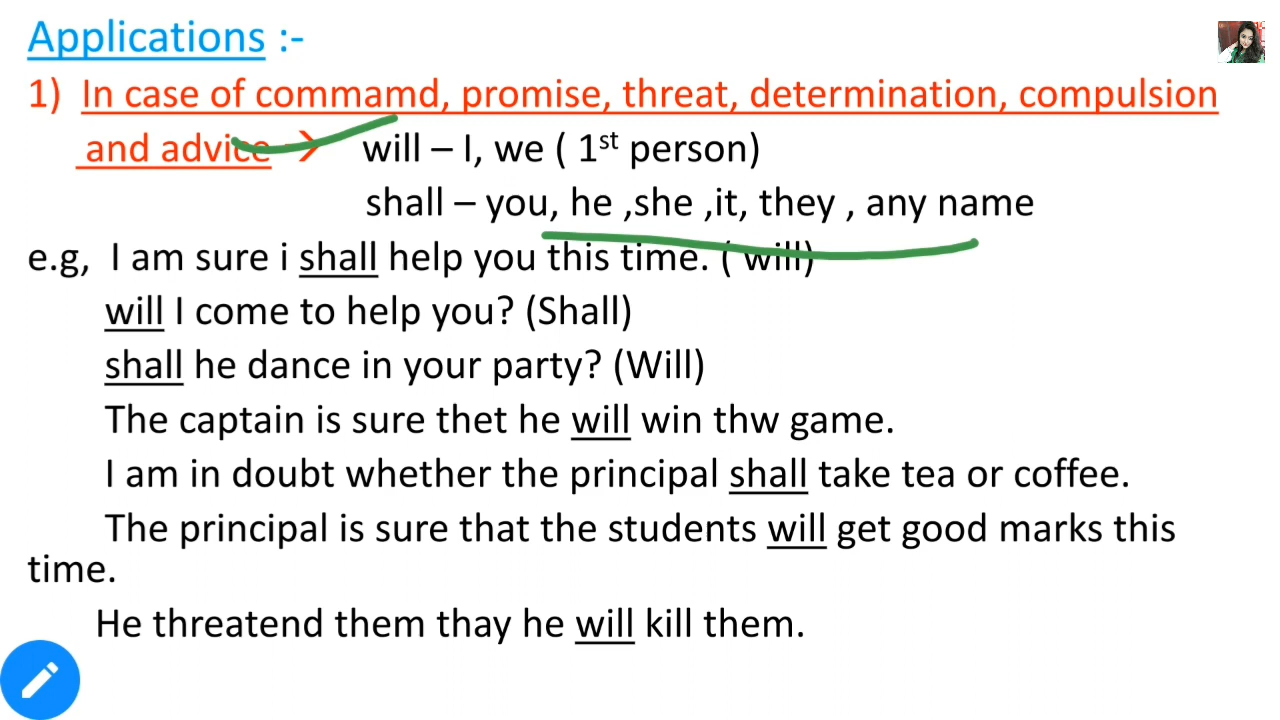 Applications :-
1) In case of commamd, promise, threat, determination, compulsion
and advice → will – I, we ( 1st person)
shall – you, he ,she ,it, they , any name
e.g, I am sure i shall help you this time. ( will)
will I come to help you? (Shall)
shall he dance in your party? (Will)
The captain is sure thet he will win thw game.
I am in doubt whether the principal shall take tea or coffee.
The principal is sure that the students will get good marks this
time.
He threatend them thay he will kill them.